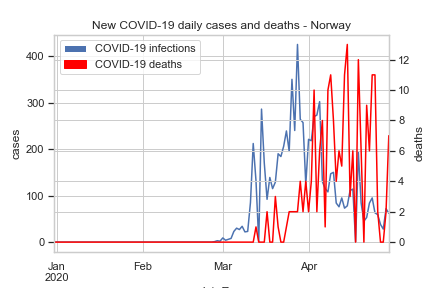 New COVID-19 daily cases and deaths - Norway
COVID-19 infections
COVID-19 deaths
cases
400
300
200
100
0
deaths
12
10
8
6
4
2
0
Jan
2020
Feb
Mar
Apr